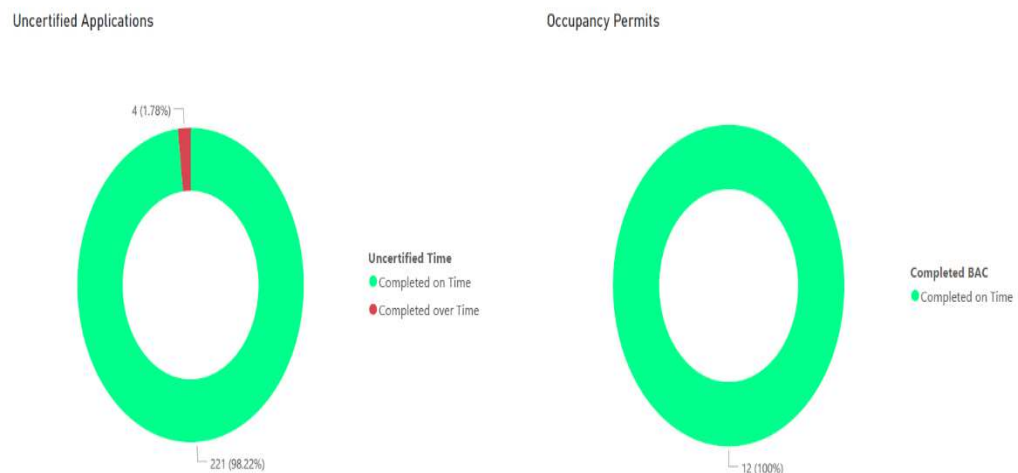 Uncertified Applications
4 (1.78%)
Uncertified Time
Completed on Time
Completed over Time
221 (98.22%)
Occupancy Permits
Completed BAC
Completed on Time
12 (100%)